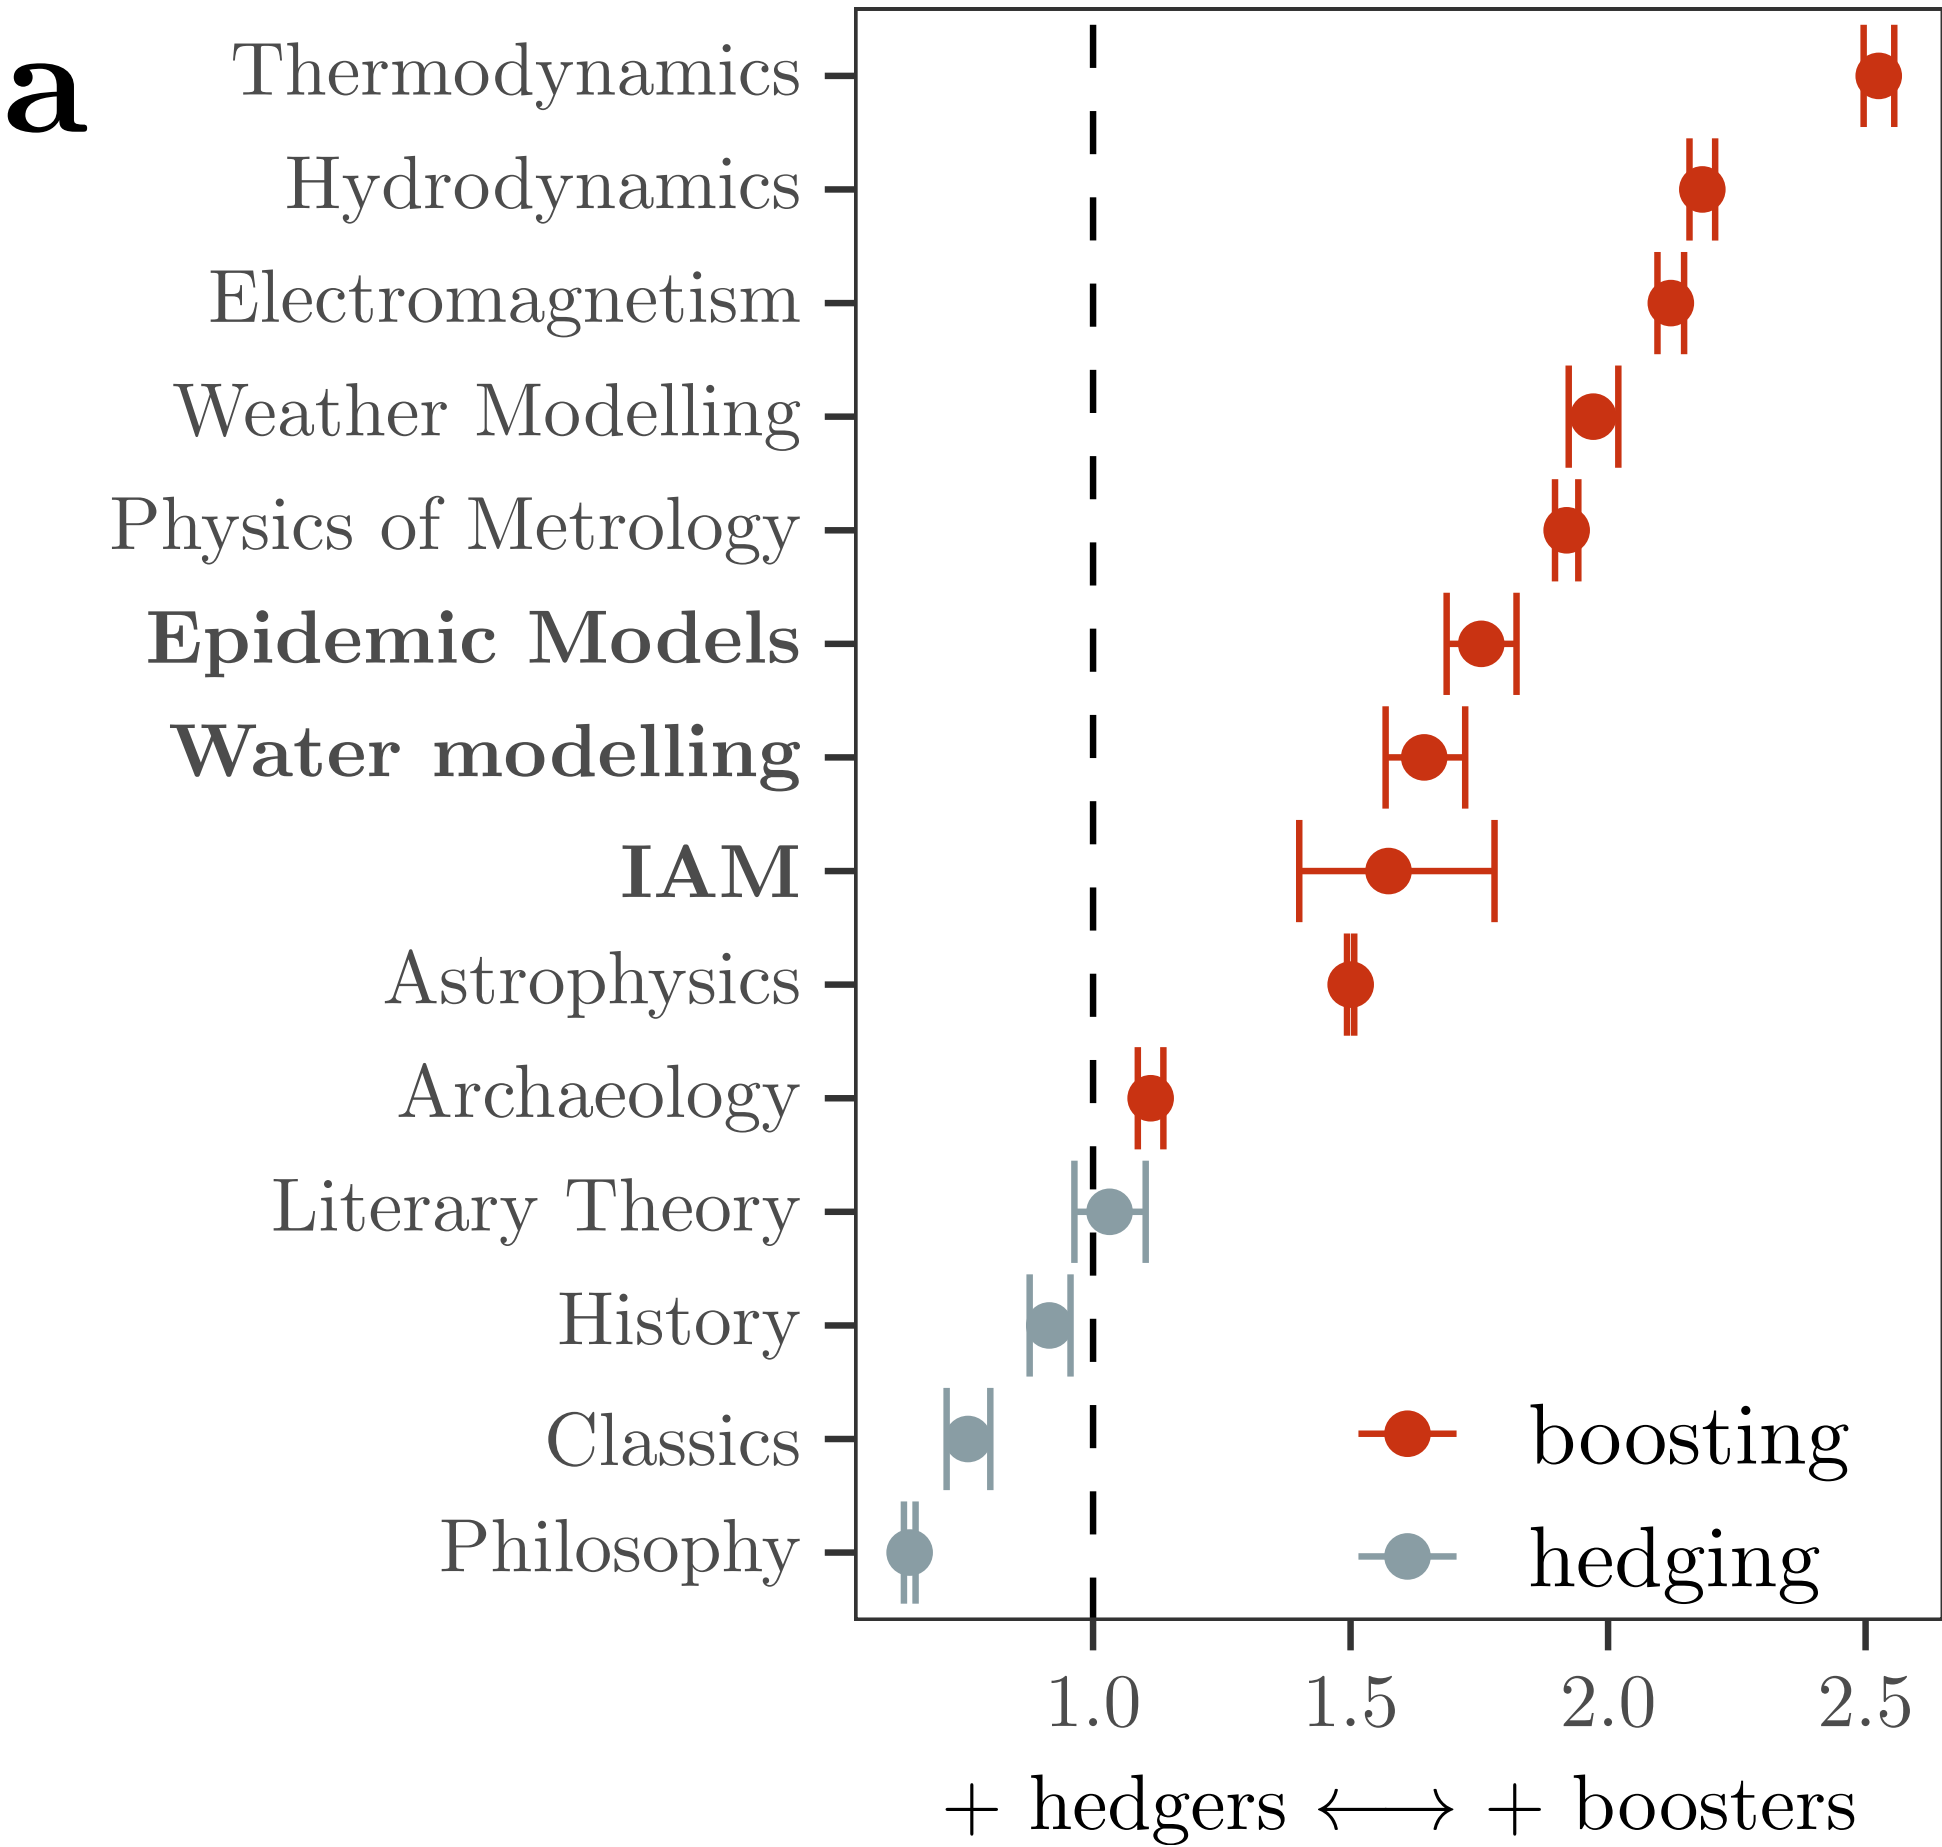 a
Thermodynamics
Hydrodynamics
Electromagnetism
Weather Modelling
Physics of Metrology
Epidemic Models
Water modelling
IAM
Astrophysics
Archaeology
Literary Theory
History
Classics
Philosophy
boosting
hedging
1.0 1.5 2.0 2.5
+ hedgers ⟷ + boosters